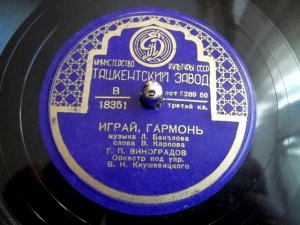 МИНИСТЕРСТВО КУЛЬТУРЫ СССР
ТАШКЕНТСКИЙ ЗАВОД
В
18351
ГОСТ 5289 50
третий кл.
ИГРАЙ, ГАРМОНЬ
музыка Л. Бакалова
слова В. Карпова
Г. П. ВИНОГРАДОВ
Оркестр под упр.
В. Н. Кнушевицкого